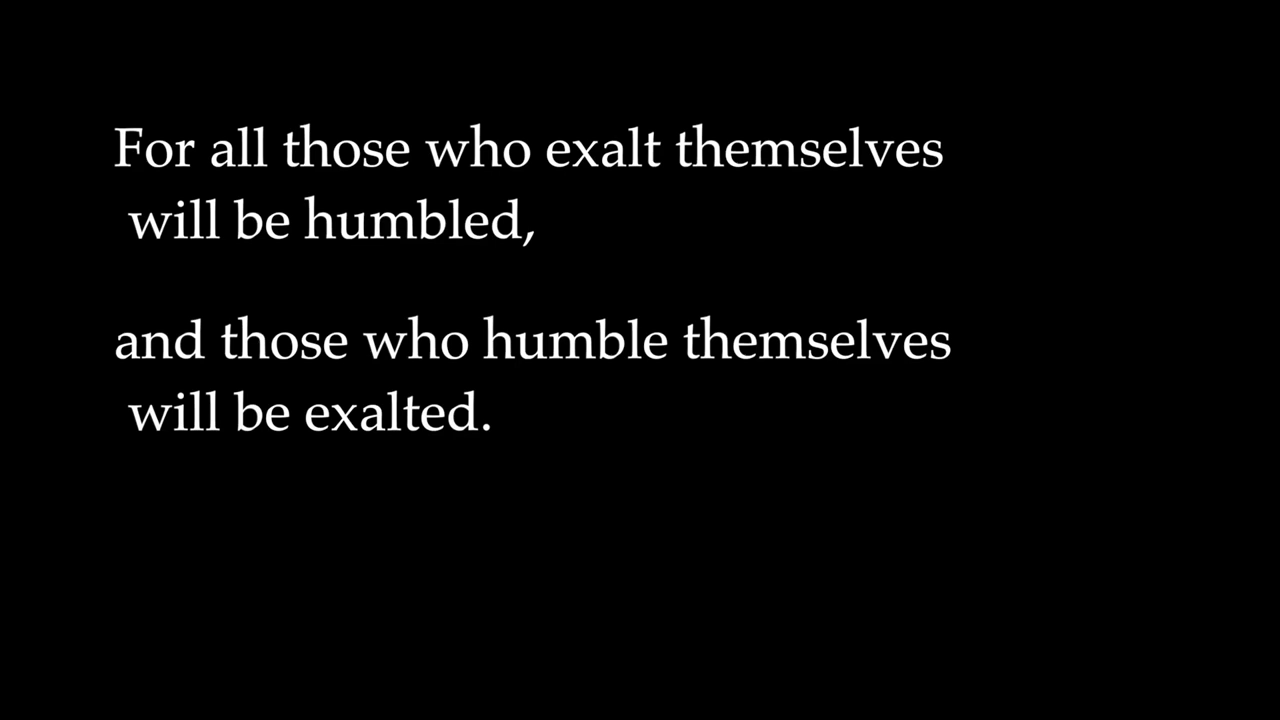 For all those who exalt themselves
will be humbled,
and those who humble themselves
will be exalted.